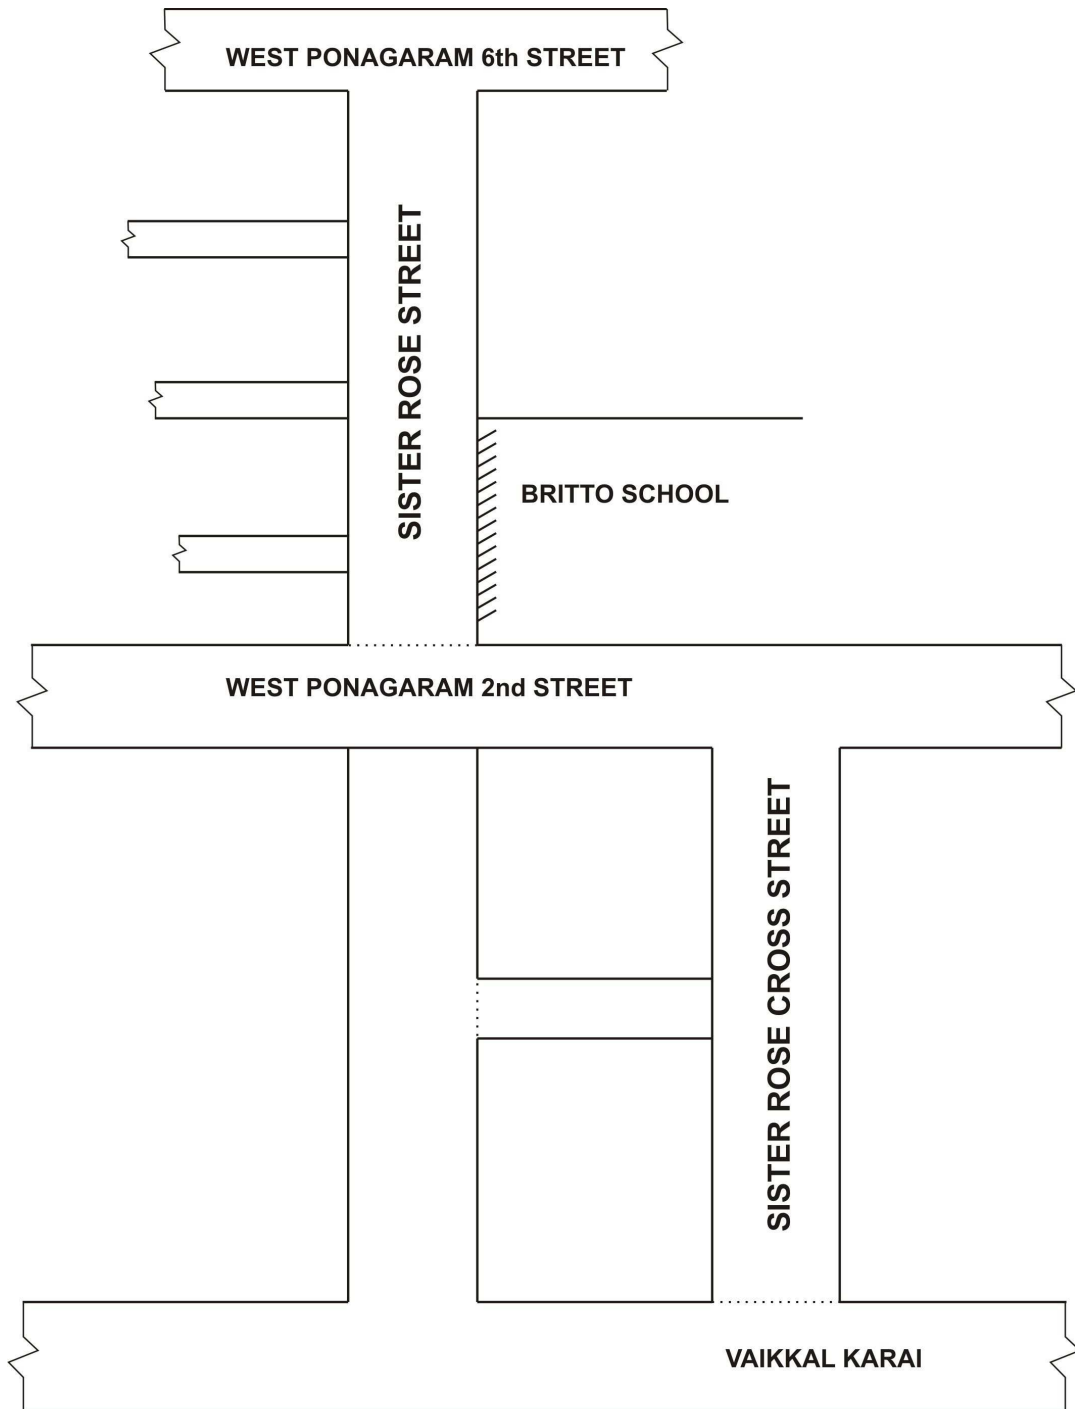 WEST PONAGARAM 6th STREET
SISTER ROSE STREET
BRITTO SCHOOL
WEST PONAGARAM 2nd STREET
SISTER ROSE CROSS STREET
VAIKKAL KARAI